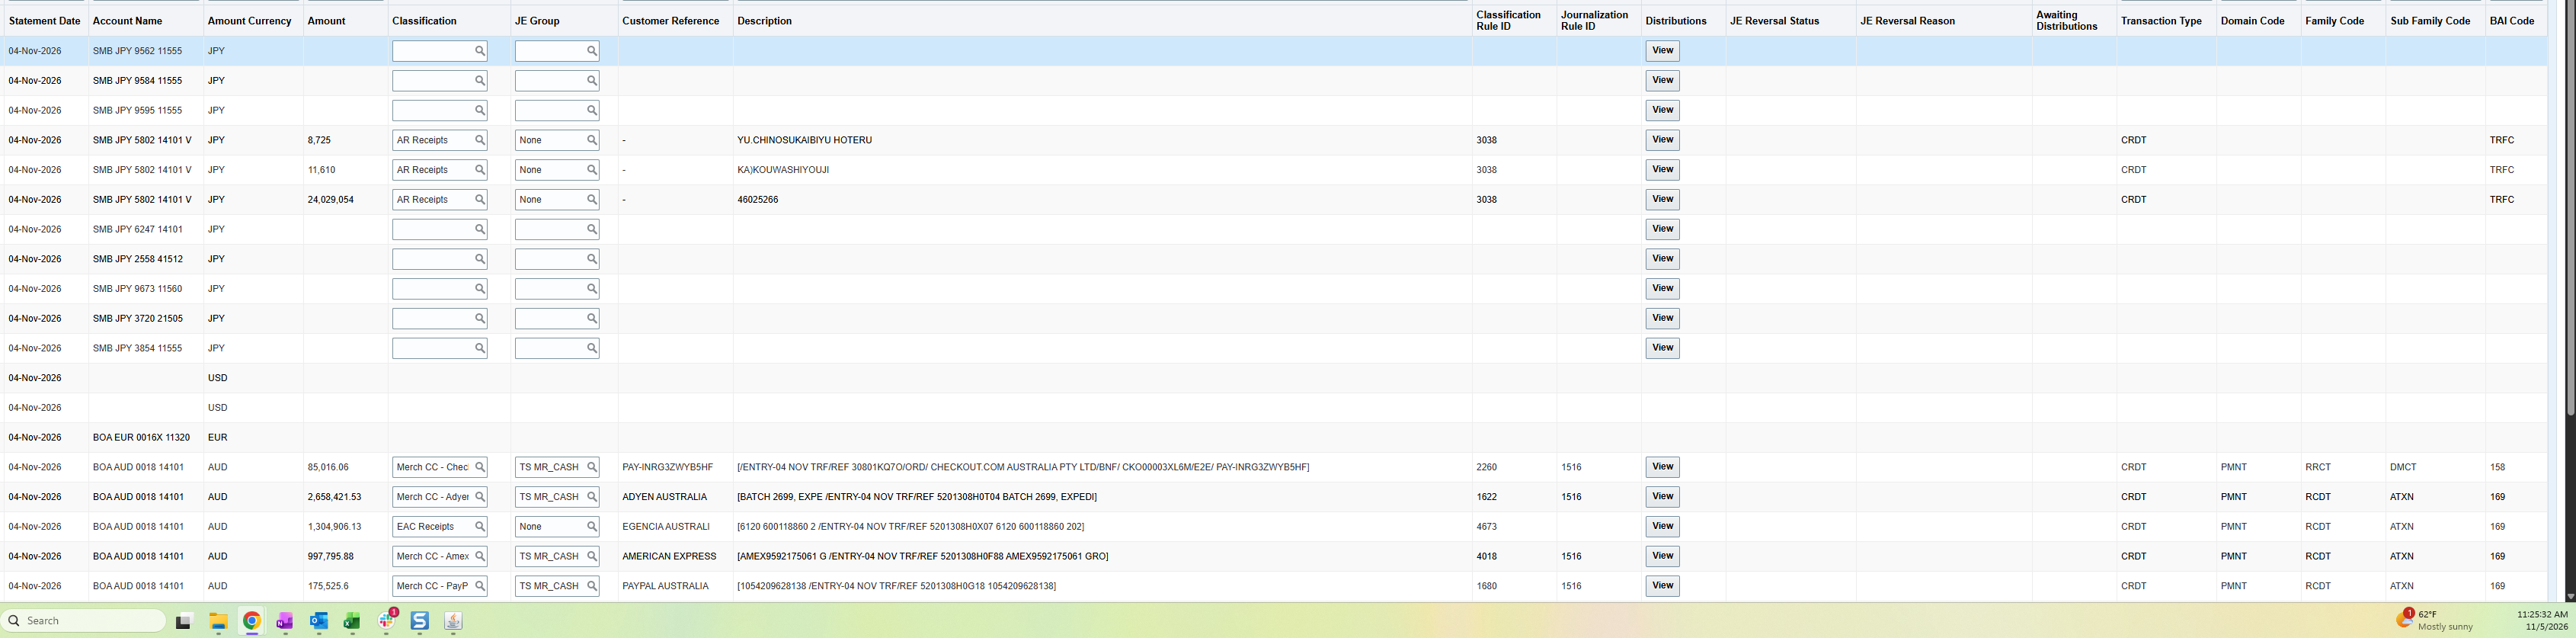 Statement Date Account Name Amount Currency Amount Classification JE Group Customer Reference Description Classification Rule ID Journalization Rule ID Distributions JE Reversal Status JE Reversal Reason Awaiting Distributions Transaction Type Domain Code Family Code Sub Family Code BAI Code
04-Nov-2026 SMB JPY 9562 11555 JPY View
04-Nov-2026 SMB JPY 9584 11555 JPY View
04-Nov-2026 SMB JPY 9595 11555 JPY View
04-Nov-2026 SMB JPY 5802 14101 V JPY 8,725 AR Receipts None - YU.CHINOSUKAIBIYU HOTERU 3038 View CRDT TRFC
04-Nov-2026 SMB JPY 5802 14101 V JPY 11,610 AR Receipts None - KA)KOUWASHIYOUJI 3038 View CRDT TRFC
04-Nov-2026 SMB JPY 5802 14101 V JPY 24,029,054 AR Receipts None - 46025266 3038 View CRDT TRFC
04-Nov-2026 SMB JPY 6247 14101 JPY View
04-Nov-2026 SMB JPY 2558 41512 JPY View
04-Nov-2026 SMB JPY 9673 11560 JPY View
04-Nov-2026 SMB JPY 3720 21505 JPY View
04-Nov-2026 SMB JPY 3854 11555 JPY View
04-Nov-2026 USD
04-Nov-2026 USD
04-Nov-2026 BOA EUR 0016X 11320 EUR
04-Nov-2026 BOA AUD 0018 14101 AUD 85,016.06 Merch CC - Checl TS MR_CASH PAY-INRG3ZWYB5HF [/ENTRY-04 NOV TRF/REF 30801KQ7O/ORD/ CHECKOUT.COM AUSTRALIA PTY LTD/BNF/ CKO00003XL6M/E2E/ PAY-INRG3ZWYB5HF] 2260 1516 View CRDT PMNT RRCT DMCT 158
04-Nov-2026 BOA AUD 0018 14101 AUD 2,658,421.53 Merch CC - Adyer TS MR_CASH ADYEN AUSTRALIA [BATCH 2699, EXPE /ENTRY-04 NOV TRF/REF 5201308H0T04 BATCH 2699, EXPEDI] 1622 1516 View CRDT PMNT RCDT ATXN 169
04-Nov-2026 BOA AUD 0018 14101 AUD 1,304,906.13 EAC Receipts None EGENCIA AUSTRALI [6120 600118860 2 /ENTRY-04 NOV TRF/REF 5201308H0X07 6120 600118860 202] 4673 View CRDT PMNT RCDT ATXN 169
04-Nov-2026 BOA AUD 0018 14101 AUD 997,795.88 Merch CC - Amex TS MR_CASH AMERICAN EXPRESS [AMEX9592175061 G /ENTRY-04 NOV TRF/REF 5201308H0F88 AMEX9592175061 GRO] 4018 1516 View CRDT PMNT RCDT ATXN 169
04-Nov-2026 BOA AUD 0018 14101 AUD 175,525.6 Merch CC - PayP TS MR_CASH PAYPAL AUSTRALIA [1054209628138 /ENTRY-04 NOV TRF/REF 5201308H0G18 1054209628138] 1680 1516 View CRDT PMNT RCDT ATXN 169
Search 1 1 62°F 11:25:32 AM
Mostly sunny 11/5/2026